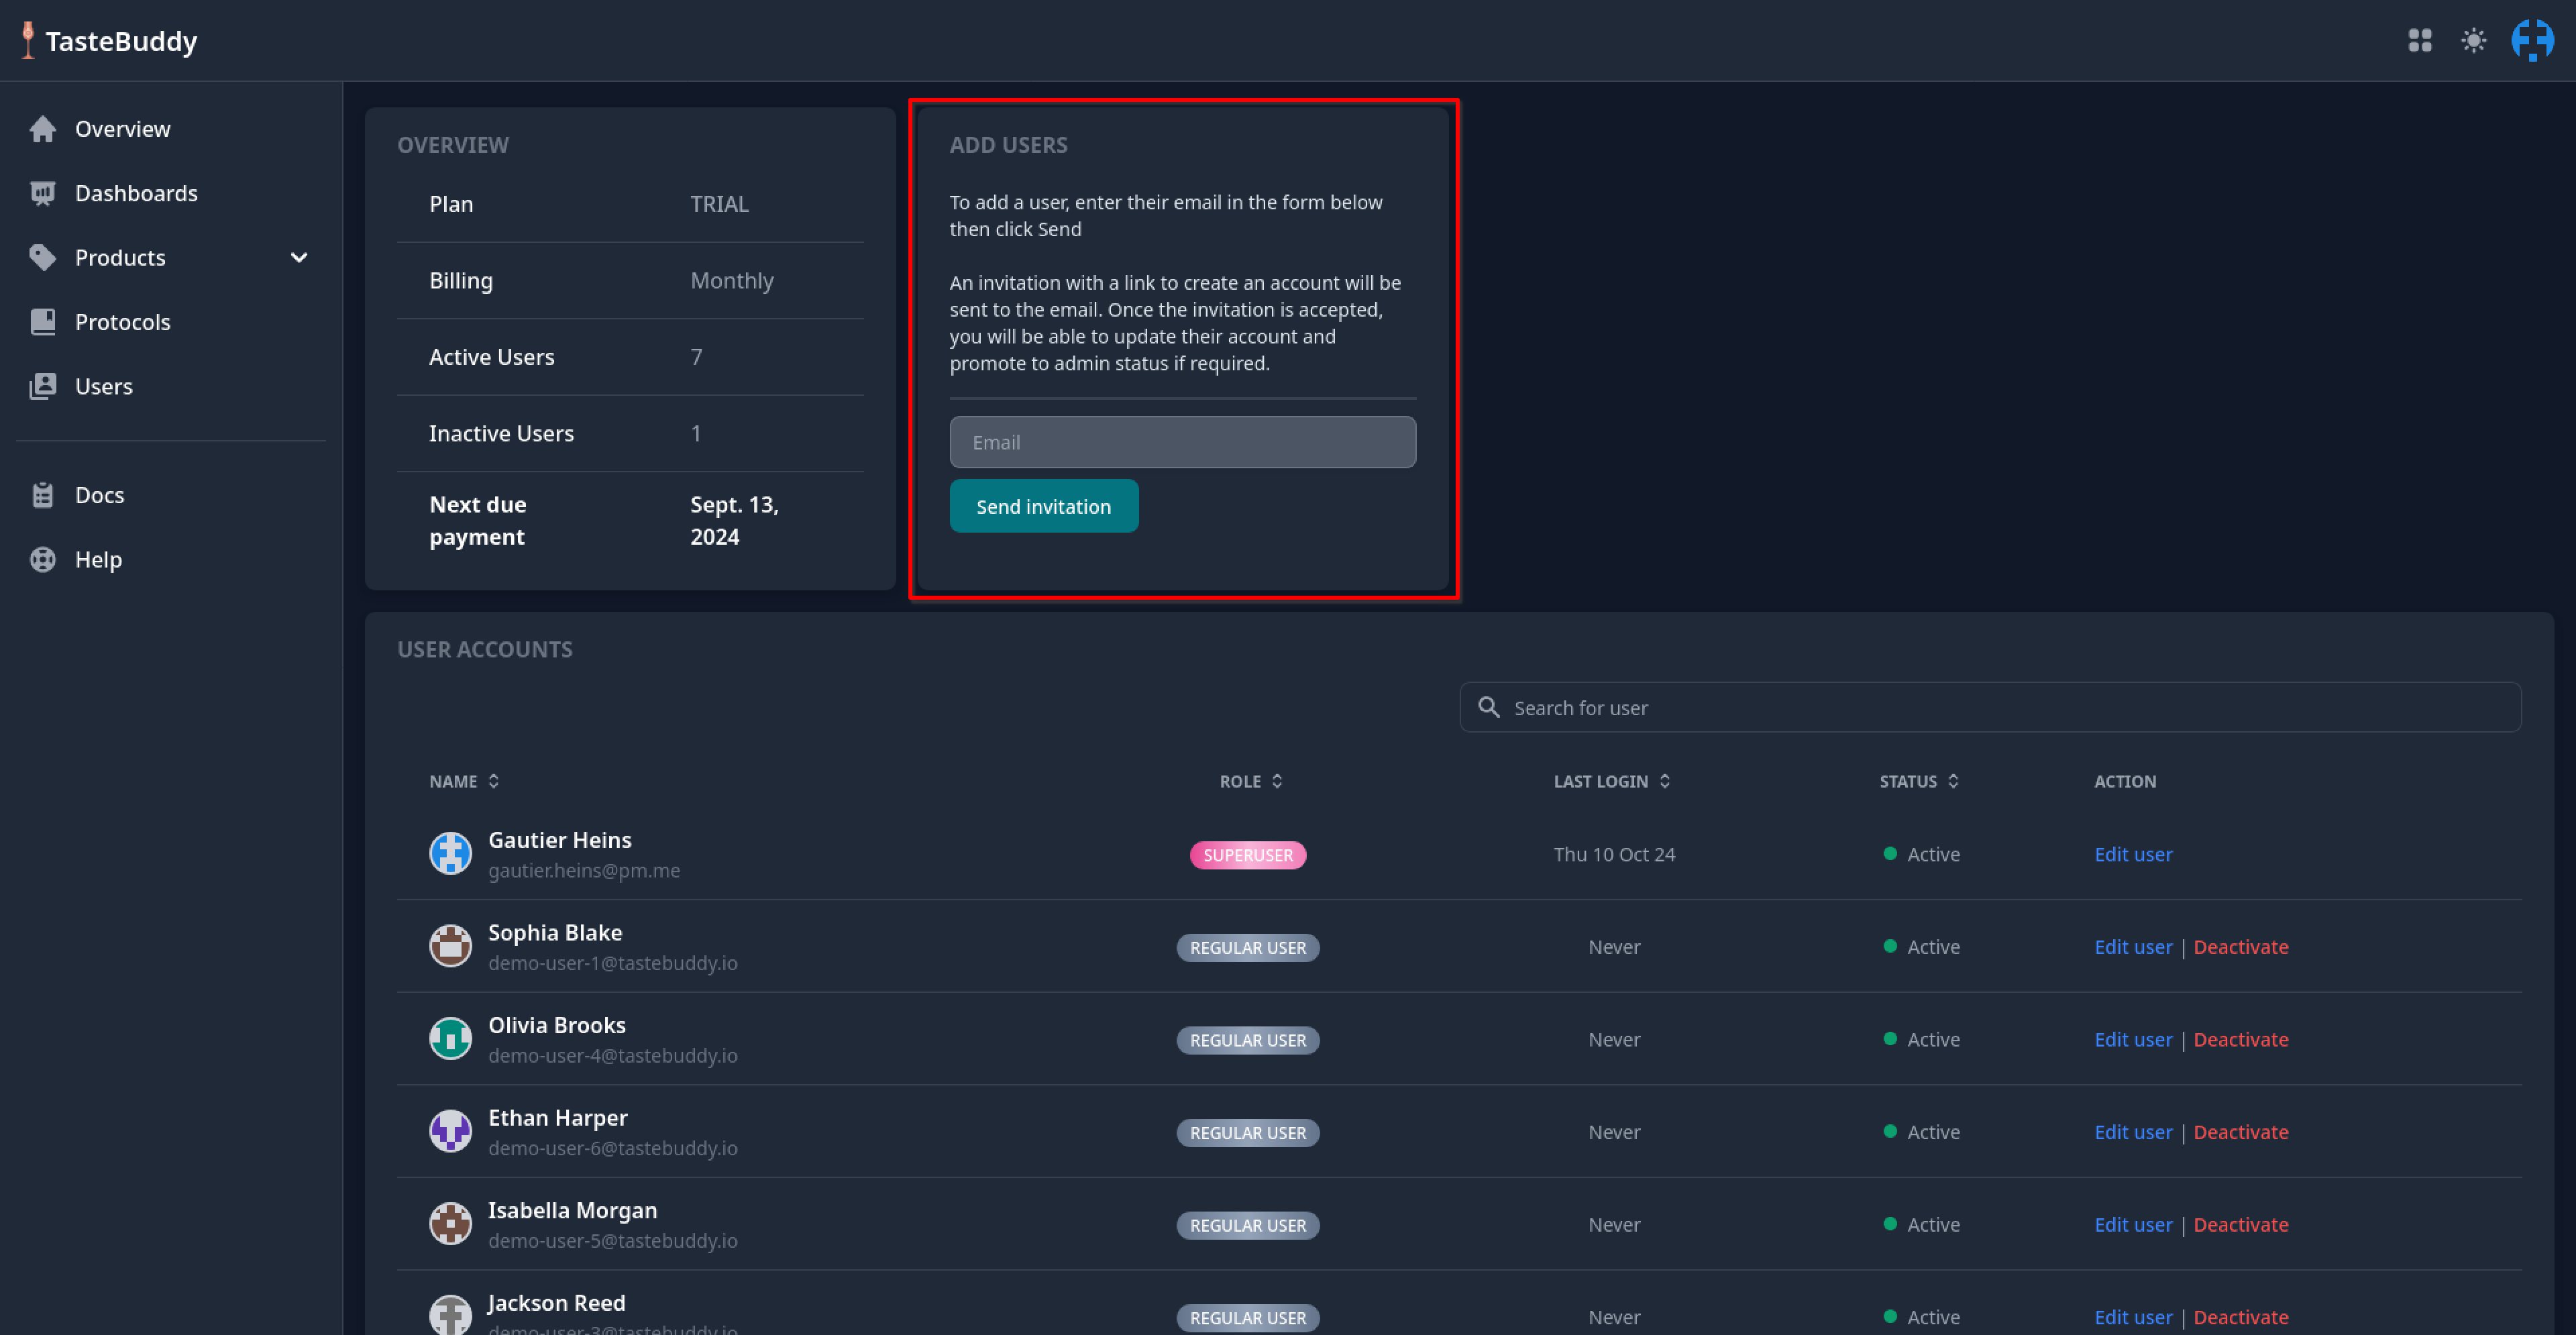 TasteBuddy
Overview
Dashboards
Products
Protocols
Users
Docs
Help
OVERVIEW
Plan TRIAL
Billing Monthly
Active Users 7
Inactive Users 1
Next due
payment
Sept. 13,
2024
ADD USERS
To add a user, enter their email in the form below
then click Send
An invitation with a link to create an account will be
sent to the email. Once the invitation is accepted,
you will be able to update their account and
promote to admin status if required.
Email
Send invitation
USER ACCOUNTS
Search for user
NAME ROLE LAST LOGIN STATUS ACTION
Gautier Heins
gautier.heins@pm.me
SUPERUSER Thu 10 Oct 24 Active Edit user
Sophia Blake
demo-user-1@tastebuddy.io
REGULAR USER Never Active Edit user | Deactivate
Olivia Brooks
demo-user-4@tastebuddy.io
REGULAR USER Never Active Edit user | Deactivate
Ethan Harper
demo-user-6@tastebuddy.io
REGULAR USER Never Active Edit user | Deactivate
Isabella Morgan
demo-user-5@tastebuddy.io
REGULAR USER Never Active Edit user | Deactivate
Jackson Reed
demo-user-3@tastebuddy.io
REGULAR USER Never Active Edit user | Deactivate